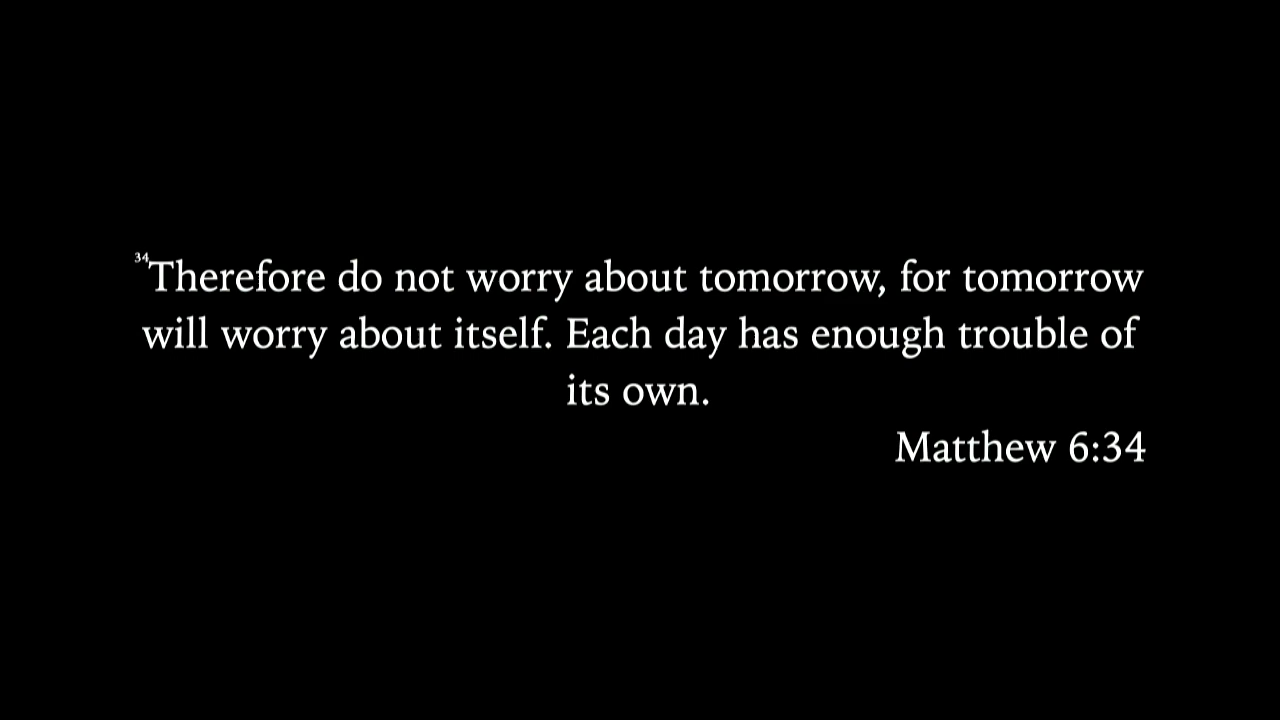 34Therefore do not worry about tomorrow, for tomorrow
will worry about itself. Each day has enough trouble of
its own.
Matthew 6:34